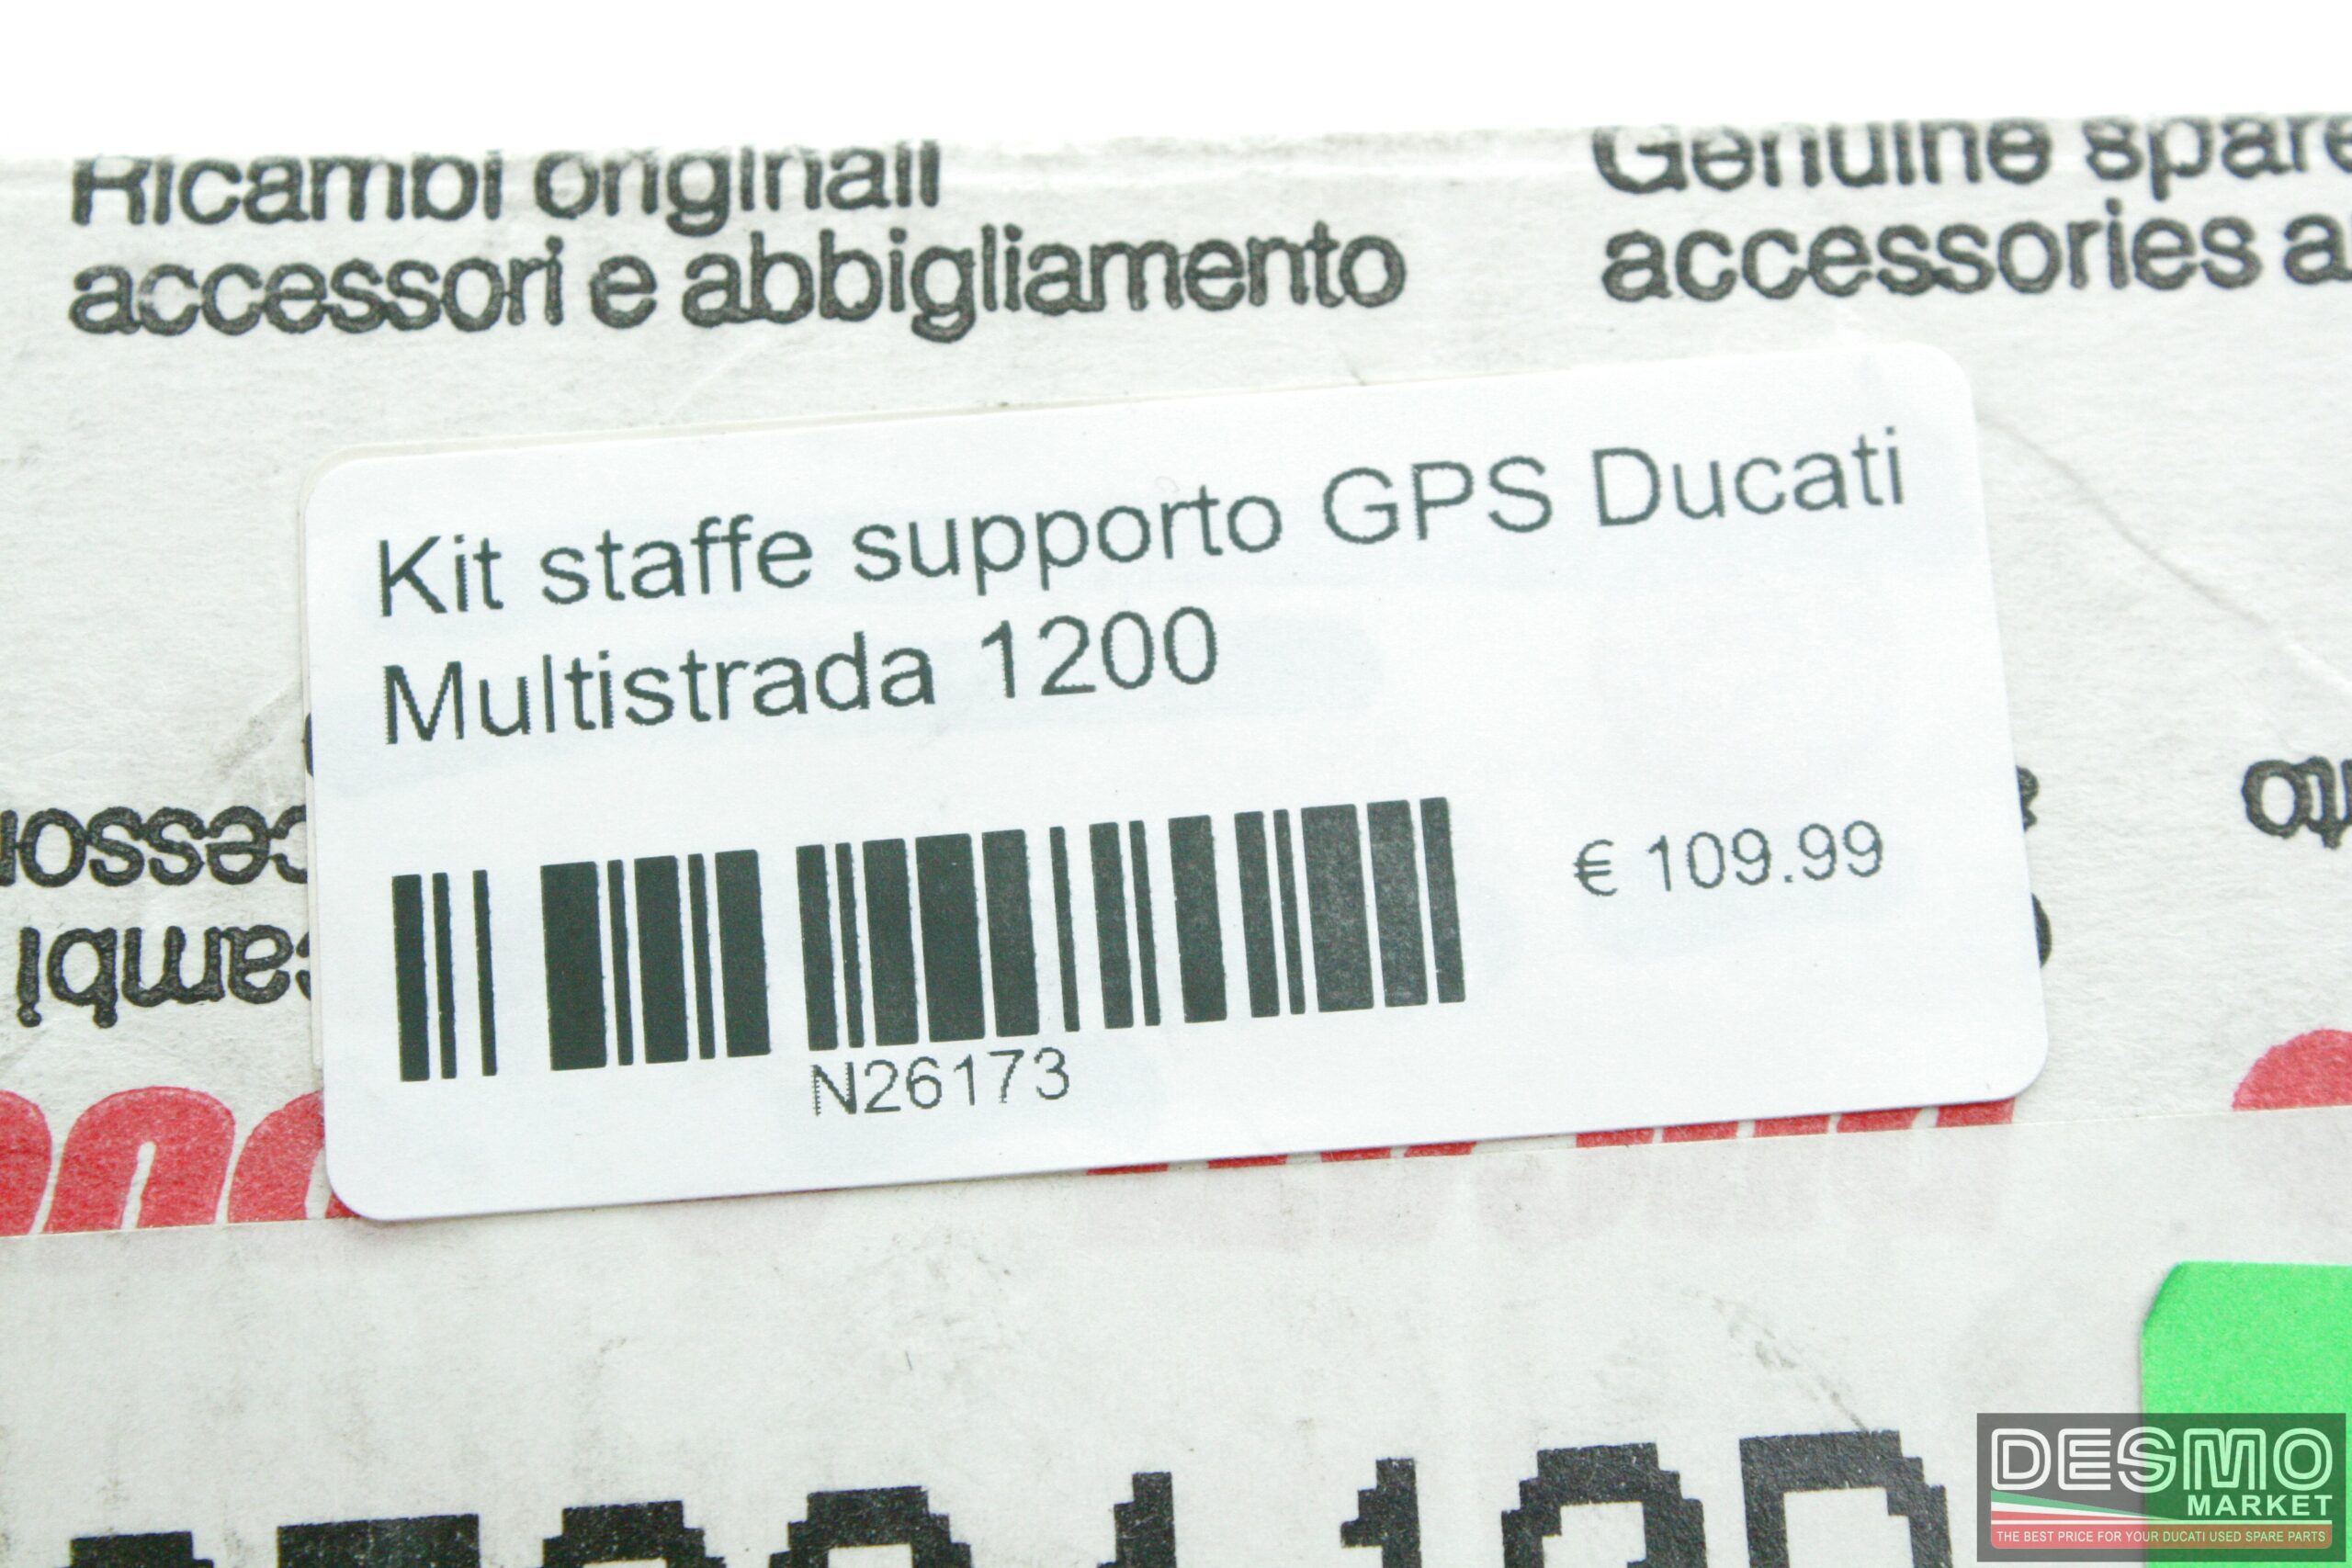 Ricambi originali
accessori e abbigliamento
Genuine spare
accessories
Kit staffe supporto GPS Ducati
Multistrada 1200
€ 109.99
N26173
DESMO
MARKET
THE BEST PRICE FOR YOUR DUCATI USED SPARE PARTS